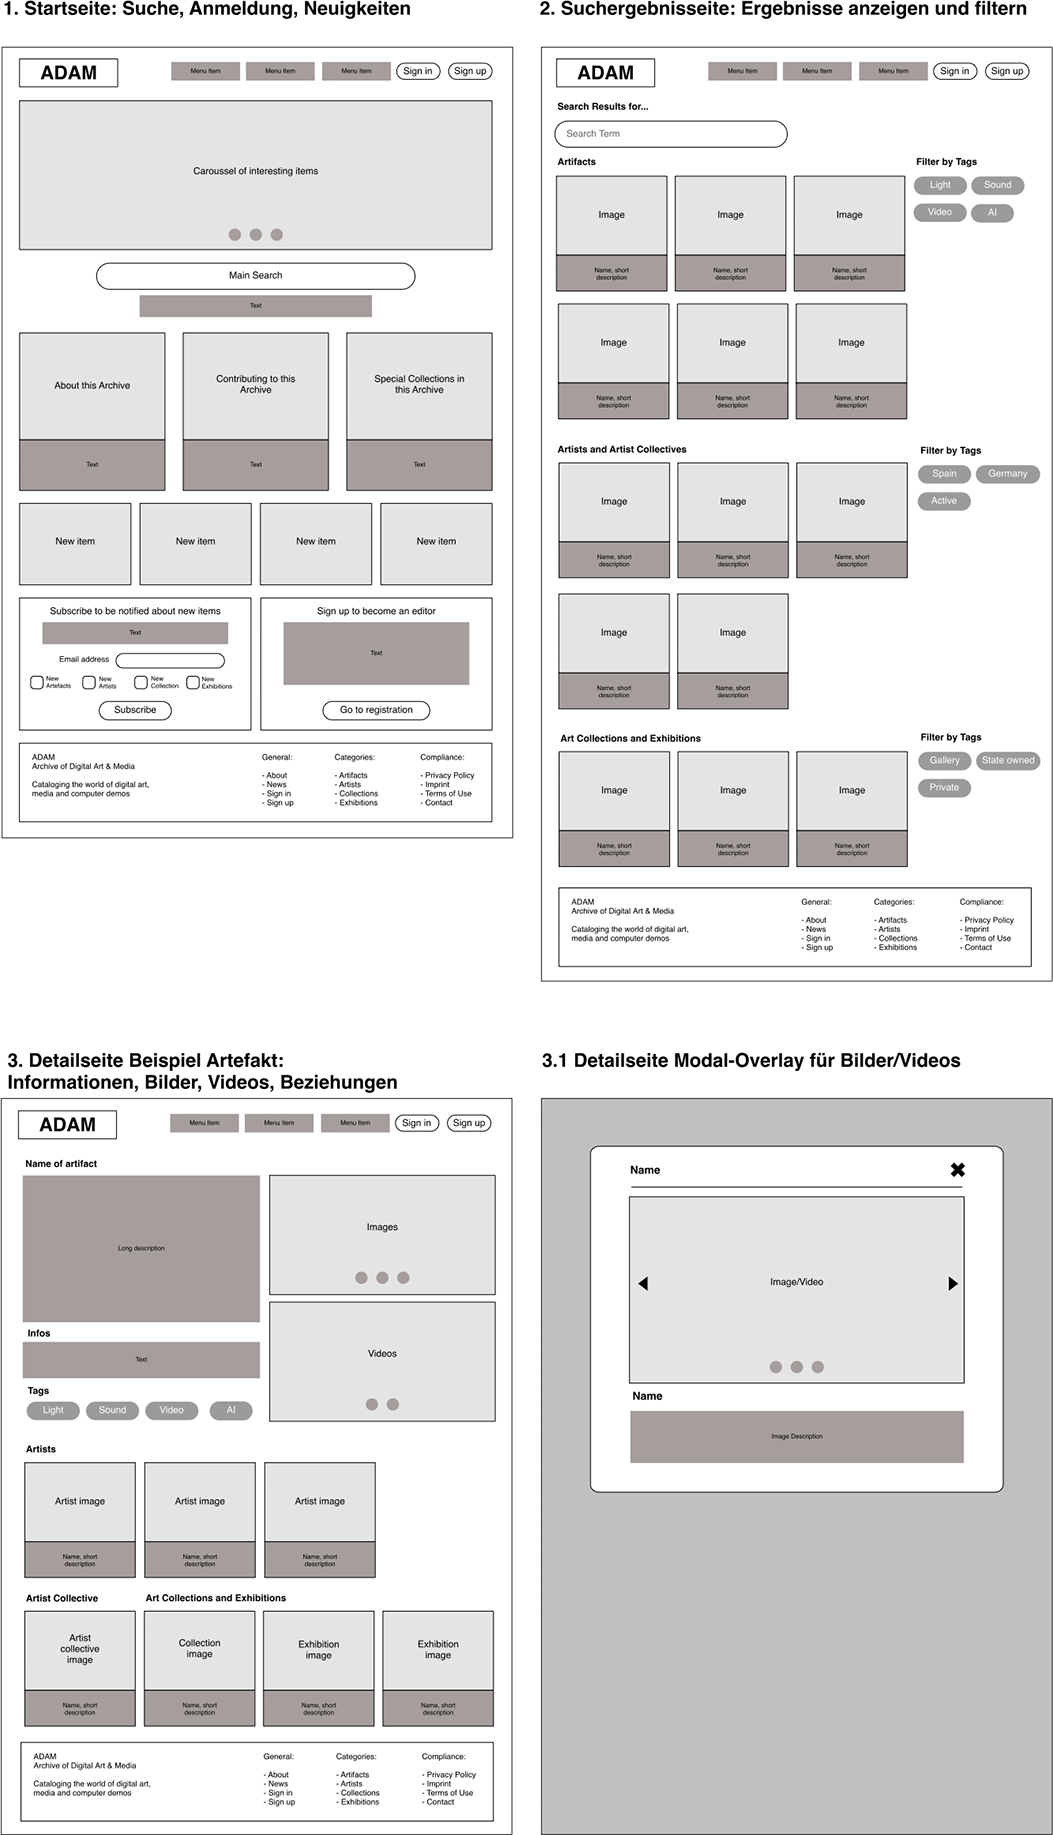 1. Startseite: Suche, Anmeldung, Neuigkeiten
ADAM
Menu Item
Menu Item
Menu Item
Sign in
Sign up
Caroussel of interesting items
Main Search
Text
About this Archive
Text
Contributing to this
Archive
Text
Special Collections in
this Archive
Text
New item
New item
New item
New item
Subscribe to be notified about new items
Text
Email address
New
Artefacts
New
Artists
New
Collection
New
Exhibitions
Subscribe
Sign up to become an editor
Text
Go to registration
ADAM
Archive of Digital Art & Media
Cataloging the world of digital art,
media and computer demos
General:
- About
- News
- Sign in
- Sign up
Categories:
- Artifacts
- Artists
- Collections
- Exhibitions
Compliance:
- Privacy Policy
- Imprint
- Terms of Use
- Contact
2. Suchergebnisseite: Ergebnisse anzeigen und filtern
ADAM
Menu Item
Menu Item
Menu Item
Sign in
Sign up
Search Results for...
Search Term
Artifacts
Image
Name, short
description
Image
Name, short
description
Image
Name, short
description
Image
Name, short
description
Image
Name, short
description
Image
Name, short
description
Filter by Tags
Light
Sound
Video
AI
Artists and Artist Collectives
Image
Name, short
description
Image
Name, short
description
Image
Name, short
description
Image
Name, short
description
Image
Name, short
description
Filter by Tags
Spain
Germany
Active
Art Collections and Exhibitions
Image
Name, short
description
Image
Name, short
description
Image
Name, short
description
Filter by Tags
Gallery
State owned
Private
ADAM
Archive of Digital Art & Media
Cataloging the world of digital art,
media and computer demos
General:
- About
- News
- Sign in
- Sign up
Categories:
- Artifacts
- Artists
- Collections
- Exhibitions
Compliance:
- Privacy Policy
- Imprint
- Terms of Use
- Contact
3. Detailseite Beispiel Artefakt:
Informationen, Bilder, Videos, Beziehungen
ADAM
Menu Item
Menu Item
Menu Item
Sign in
Sign up
Name of artifact
Long description
Images
Videos
Infos
Text
Tags
Light
Sound
Video
AI
Artists
Artist image
Name, short
description
Artist image
Name, short
description
Artist image
Name, short
description
Artist Collective
Artist
collective
image
Name, short
description
Art Collections and Exhibitions
Collection
image
Name, short
description
Exhibition
image
Name, short
description
Exhibition
image
Name, short
description
ADAM
Archive of Digital Art & Media
Cataloging the world of digital art,
media and computer demos
General:
- About
- News
- Sign in
- Sign up
Categories:
- Artifacts
- Artists
- Collections
- Exhibitions
Compliance:
- Privacy Policy
- Imprint
- Terms of Use
- Contact
3.1 Detailseite Modal-Overlay für Bilder/Videos
Name
Image/Video
Name
Image Description